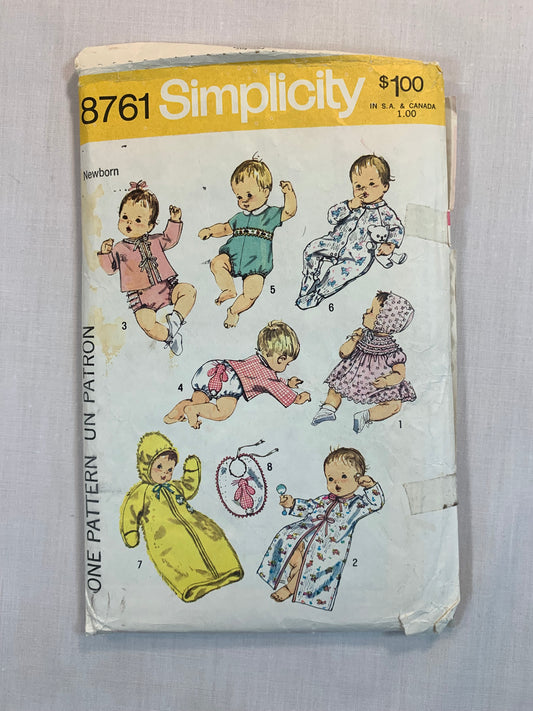 8761 Simplicity $1.00
IN S.A. & CANADA
1.00
Newborn
3
5
6
4
1
8
7
2
ONE PATTERN UN PATRON